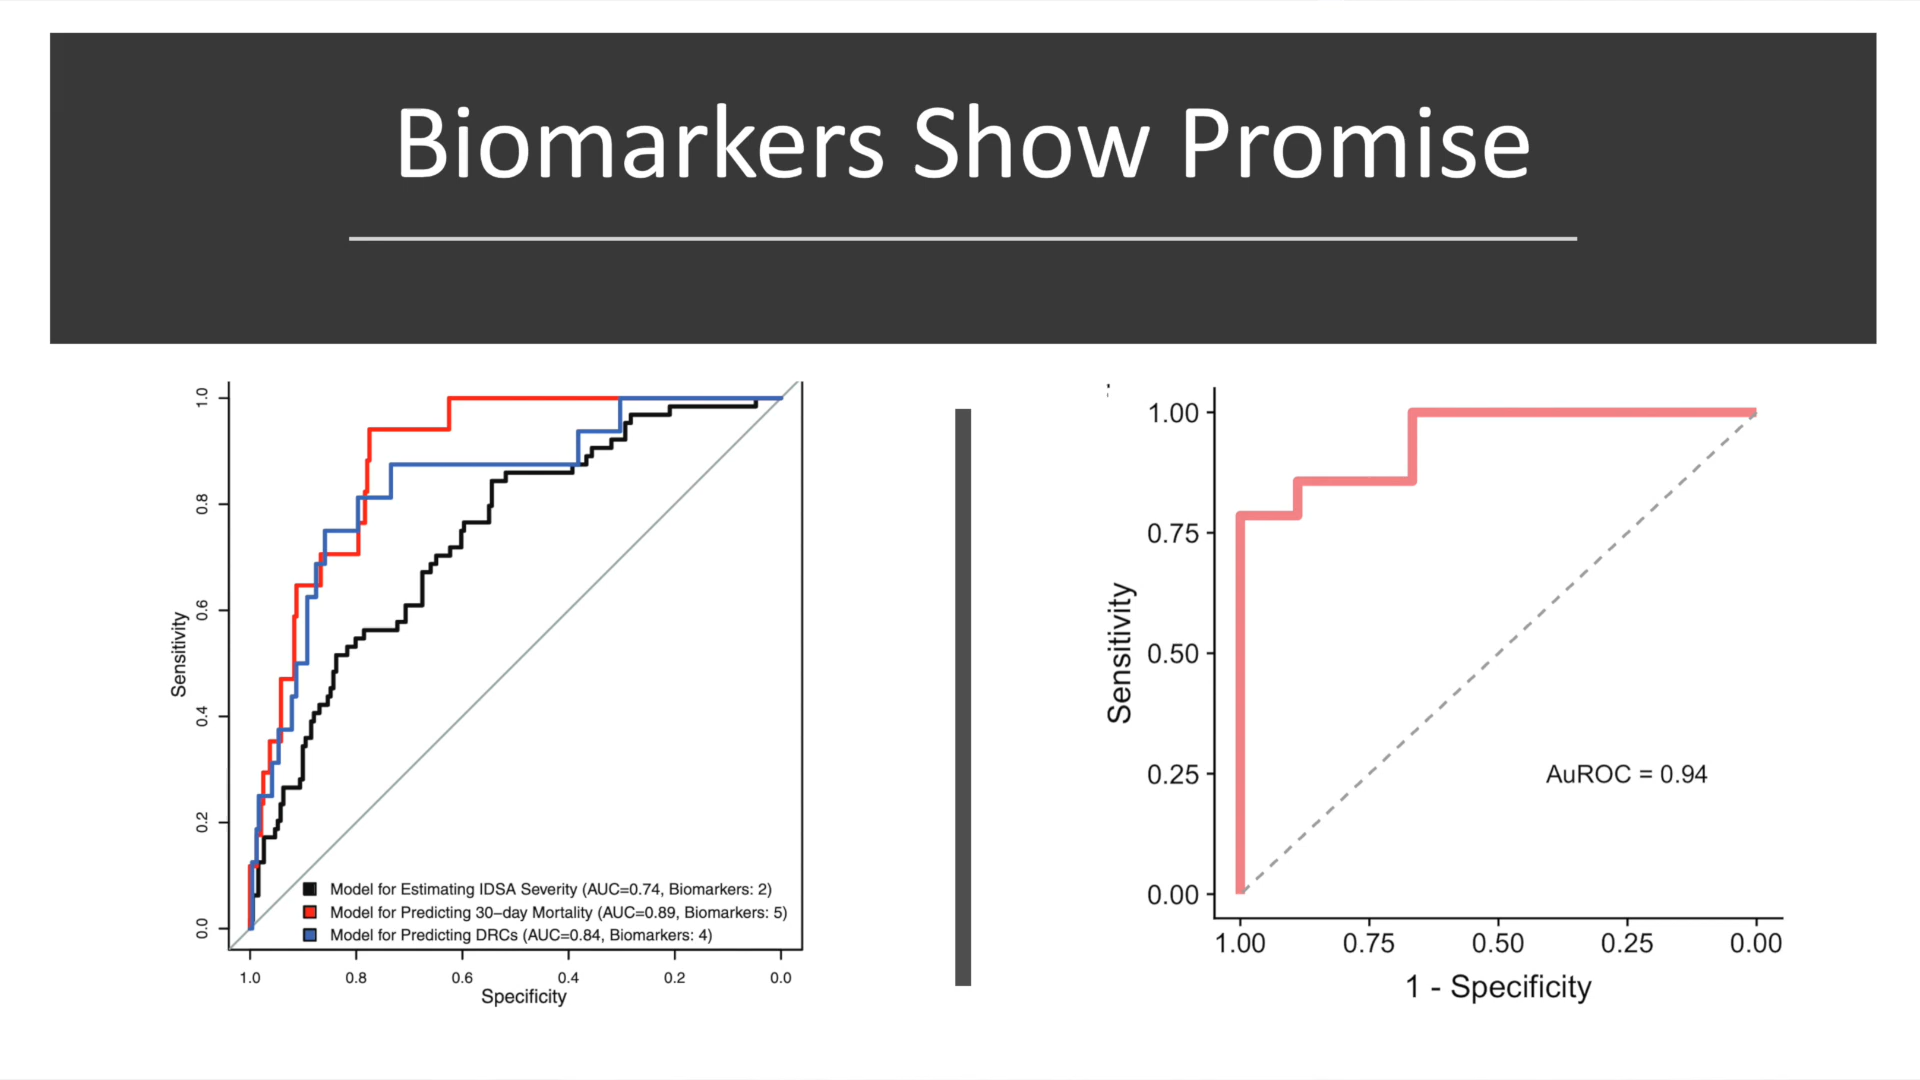 Biomarkers Show Promise
1.0
0.8
0.6
0.4
0.2
0.0
Sensitivity
Model for Estimating IDSA Severity (AUC=0.74, Biomarkers: 2)
Model for Predicting 30–day Mortality (AUC=0.89, Biomarkers: 5)
Model for Predicting DRCs (AUC=0.84, Biomarkers: 4)
1.0 0.8 0.6 0.4 0.2 0.0
Specificity
1.00
0.75
0.50
0.25
0.00
Sensitivity
AuROC = 0.94
1.00 0.75 0.50 0.25 0.00
1 - Specificity